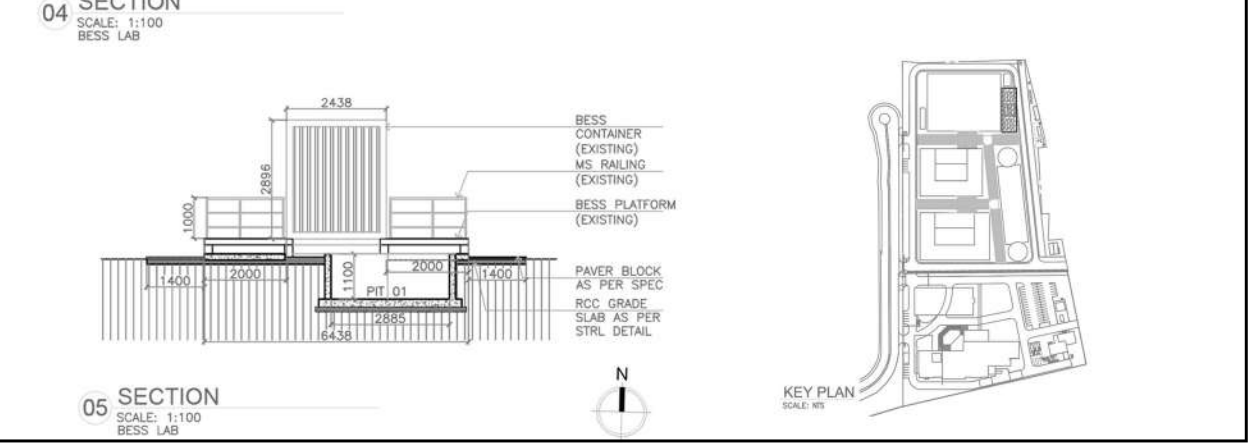 04 SECTION
SCALE: 1:100
BESS LAB
2438
2896
1000
1400
2000
1100
PIT 01
2000
1400
2885
6438
BESS
CONTAINER
(EXISTING)
MS RAILING
(EXISTING)
BESS PLATFORM
(EXISTING)
PAVER BLOCK
AS PER SPEC
RCC GRADE
SLAB AS PER
STRL DETAIL
05 SECTION
SCALE: 1:100
BESS LAB
N
KEY PLAN
SCALE: NTS